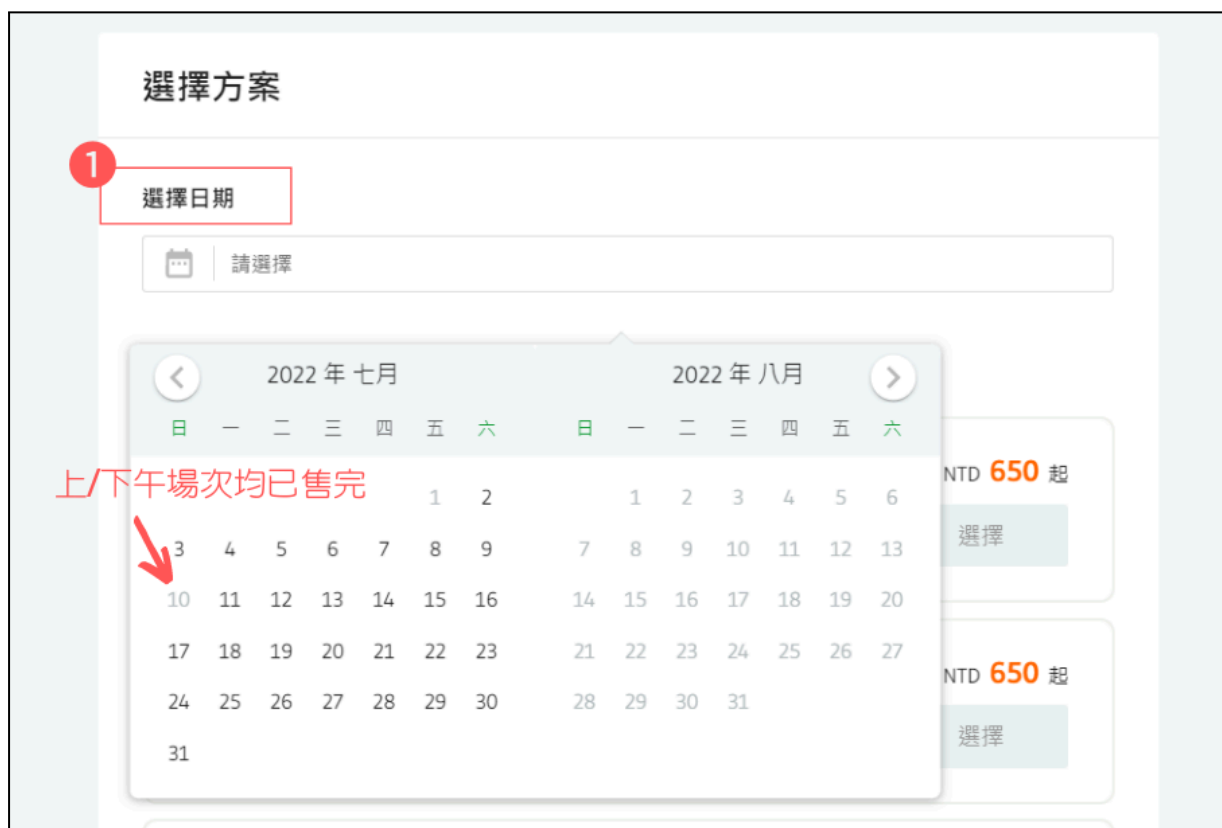 選擇方案
1
選擇日期
請選擇
2022 年 七月 2022 年 八月
日 一 二 三 四 五 六 日 一 二 三 四 五 六
上/下午場次均已售完
NTD 650 起
1 2 1 2 3 4 5 6
選擇
3 4 5 6 7 8 9 7 8 9 10 11 12 13
10 11 12 13 14 15 16 14 15 16 17 18 19 20
17 18 19 20 21 22 23 21 22 23 24 25 26 27
NTD 650 起
24 25 26 27 28 29 30 28 29 30 31
選擇
31